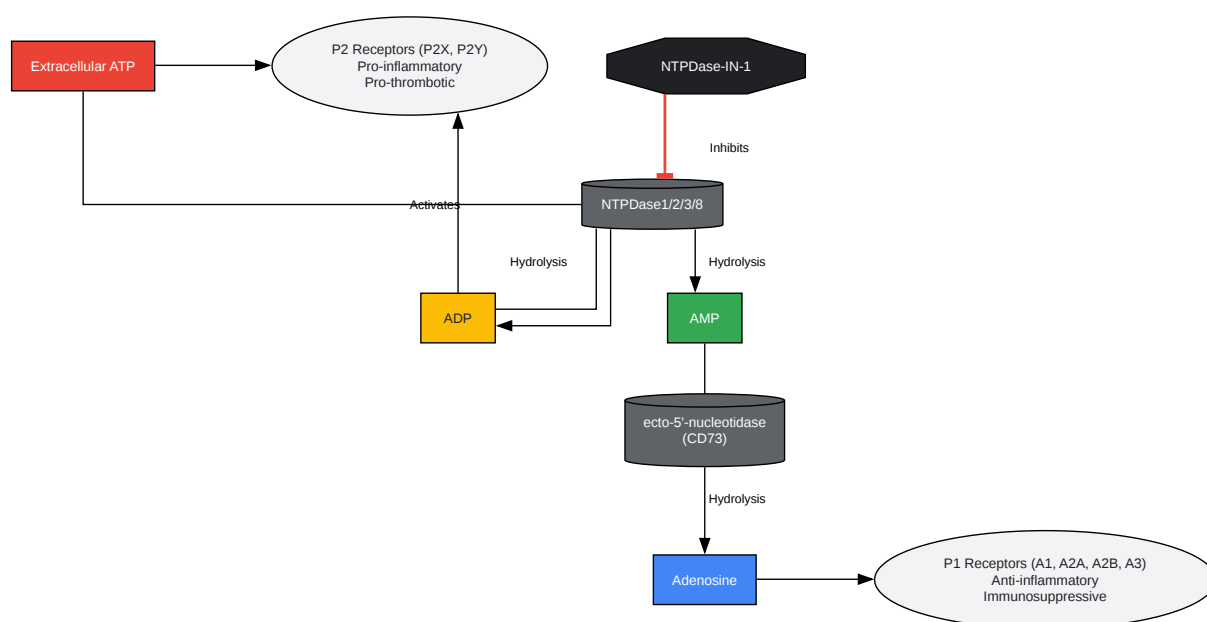 Extracellular ATP
P2 Receptors (P2X, P2Y)
Pro-inflammatory
Pro-thrombotic
NTPDase-IN-1
Inhibits
NTPDase1/2/3/8
Activates
Hydrolysis
Hydrolysis
ADP
AMP
ecto-5'-nucleotidase
(CD73)
Hydrolysis
Adenosine
P1 Receptors (A1, A2A, A2B, A3)
Anti-inflammatory
Immunosuppressive